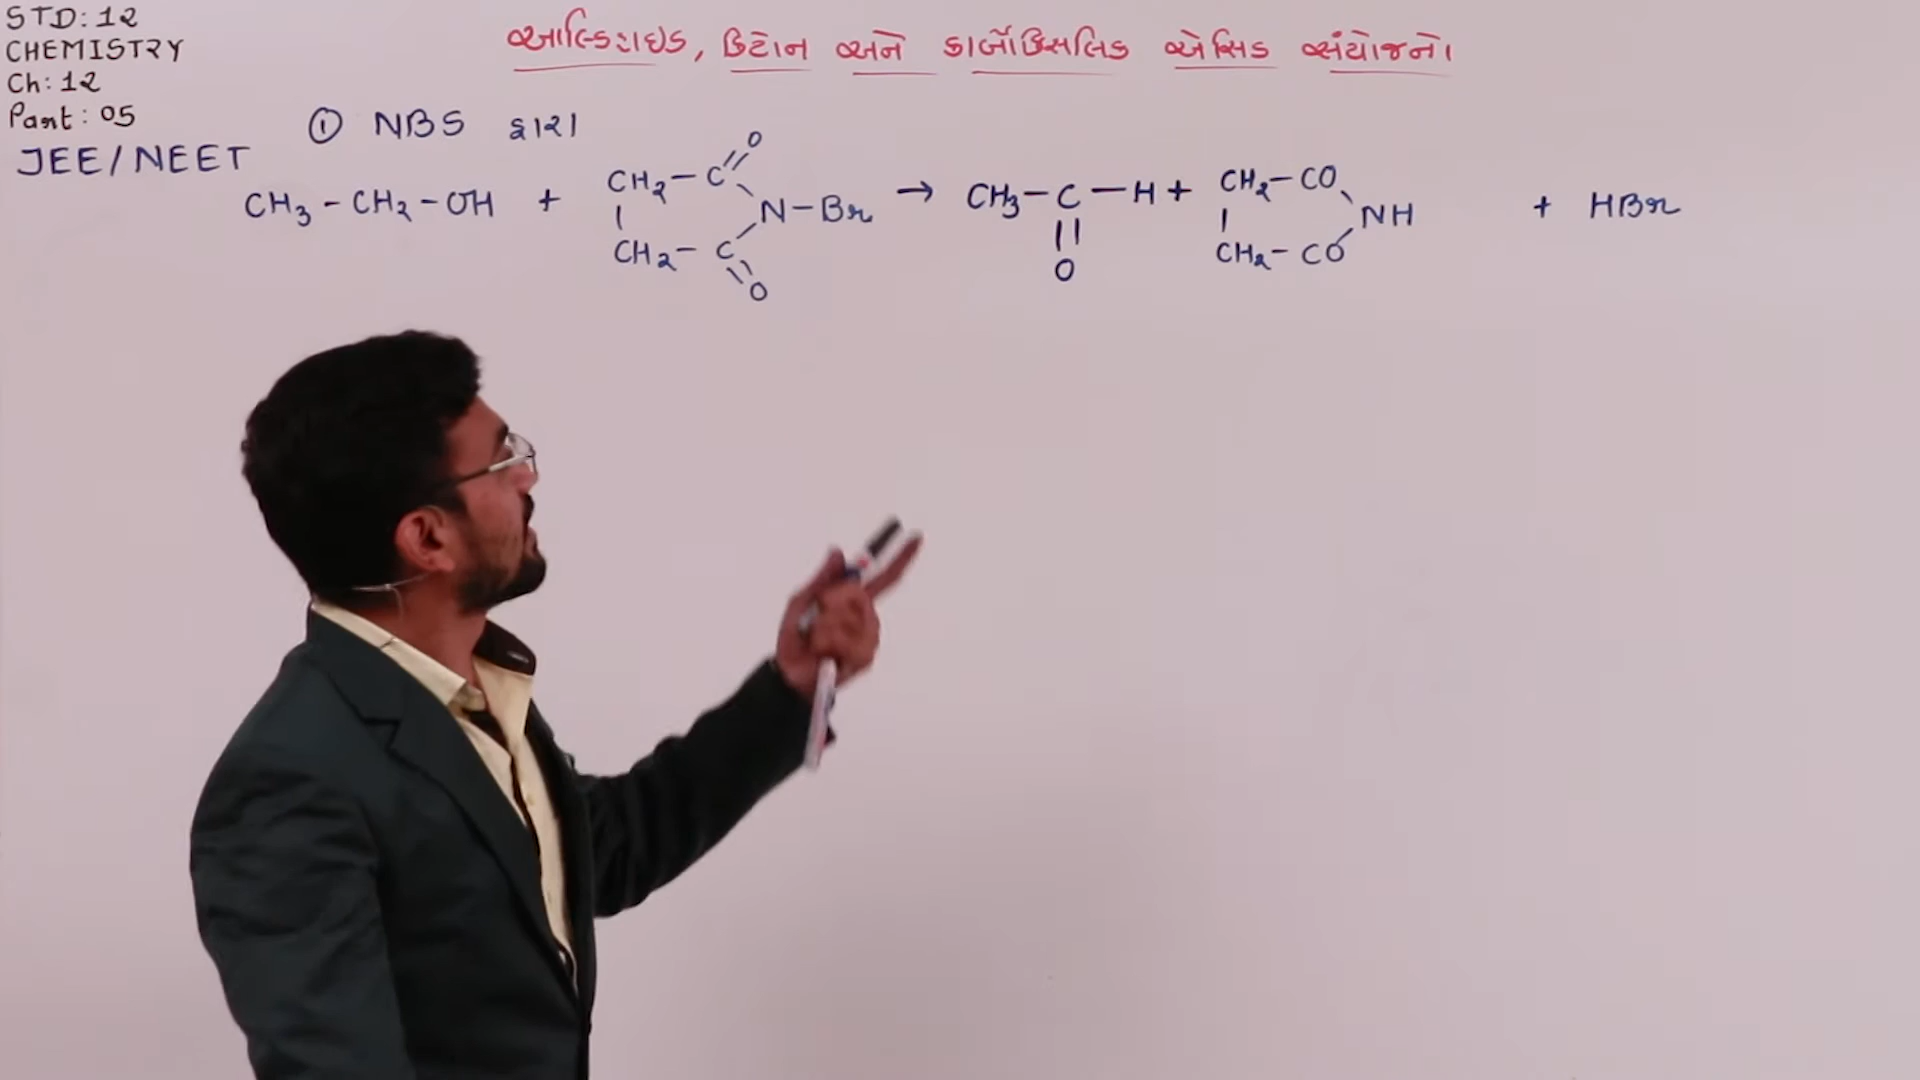 STD: 12
CHEMISTRY
Ch: 12
Part: 05
JEE/NEET
આલ્ડિહાઇડ, કિટોન અને કાર્બોક્સિલિક એસિડ સંયોજનો
① NBS દ્વારા
CH3 - CH2 - OH + CH2 - C = O N - Br → CH3 - C - H + CH2 - CO NH + HBr
CH2 - C = O || O CH2 - CO